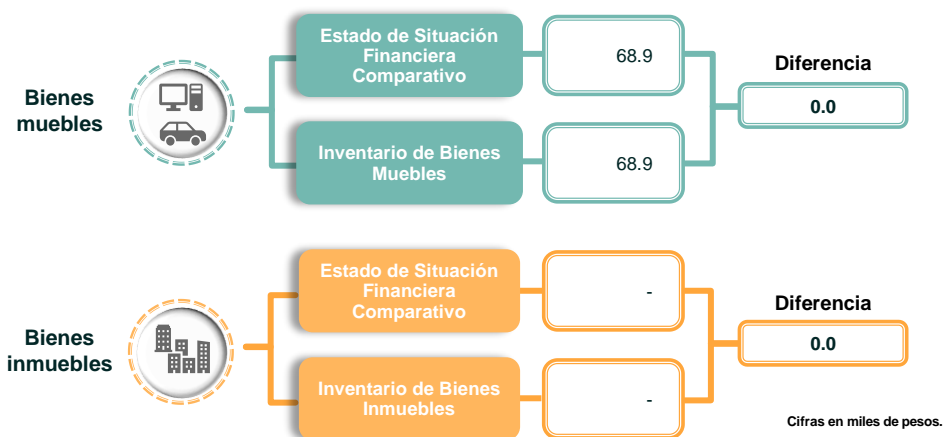 Bienes
muebles
Estado de Situación
Financiera
Comparativo
68.9
Inventario de Bienes
Muebles
68.9
Diferencia
0.0
Bienes
inmuebles
Estado de Situación
Financiera
Comparativo
-
Inventario de Bienes
Inmuebles
-
Diferencia
0.0
Cifras en miles de pesos.